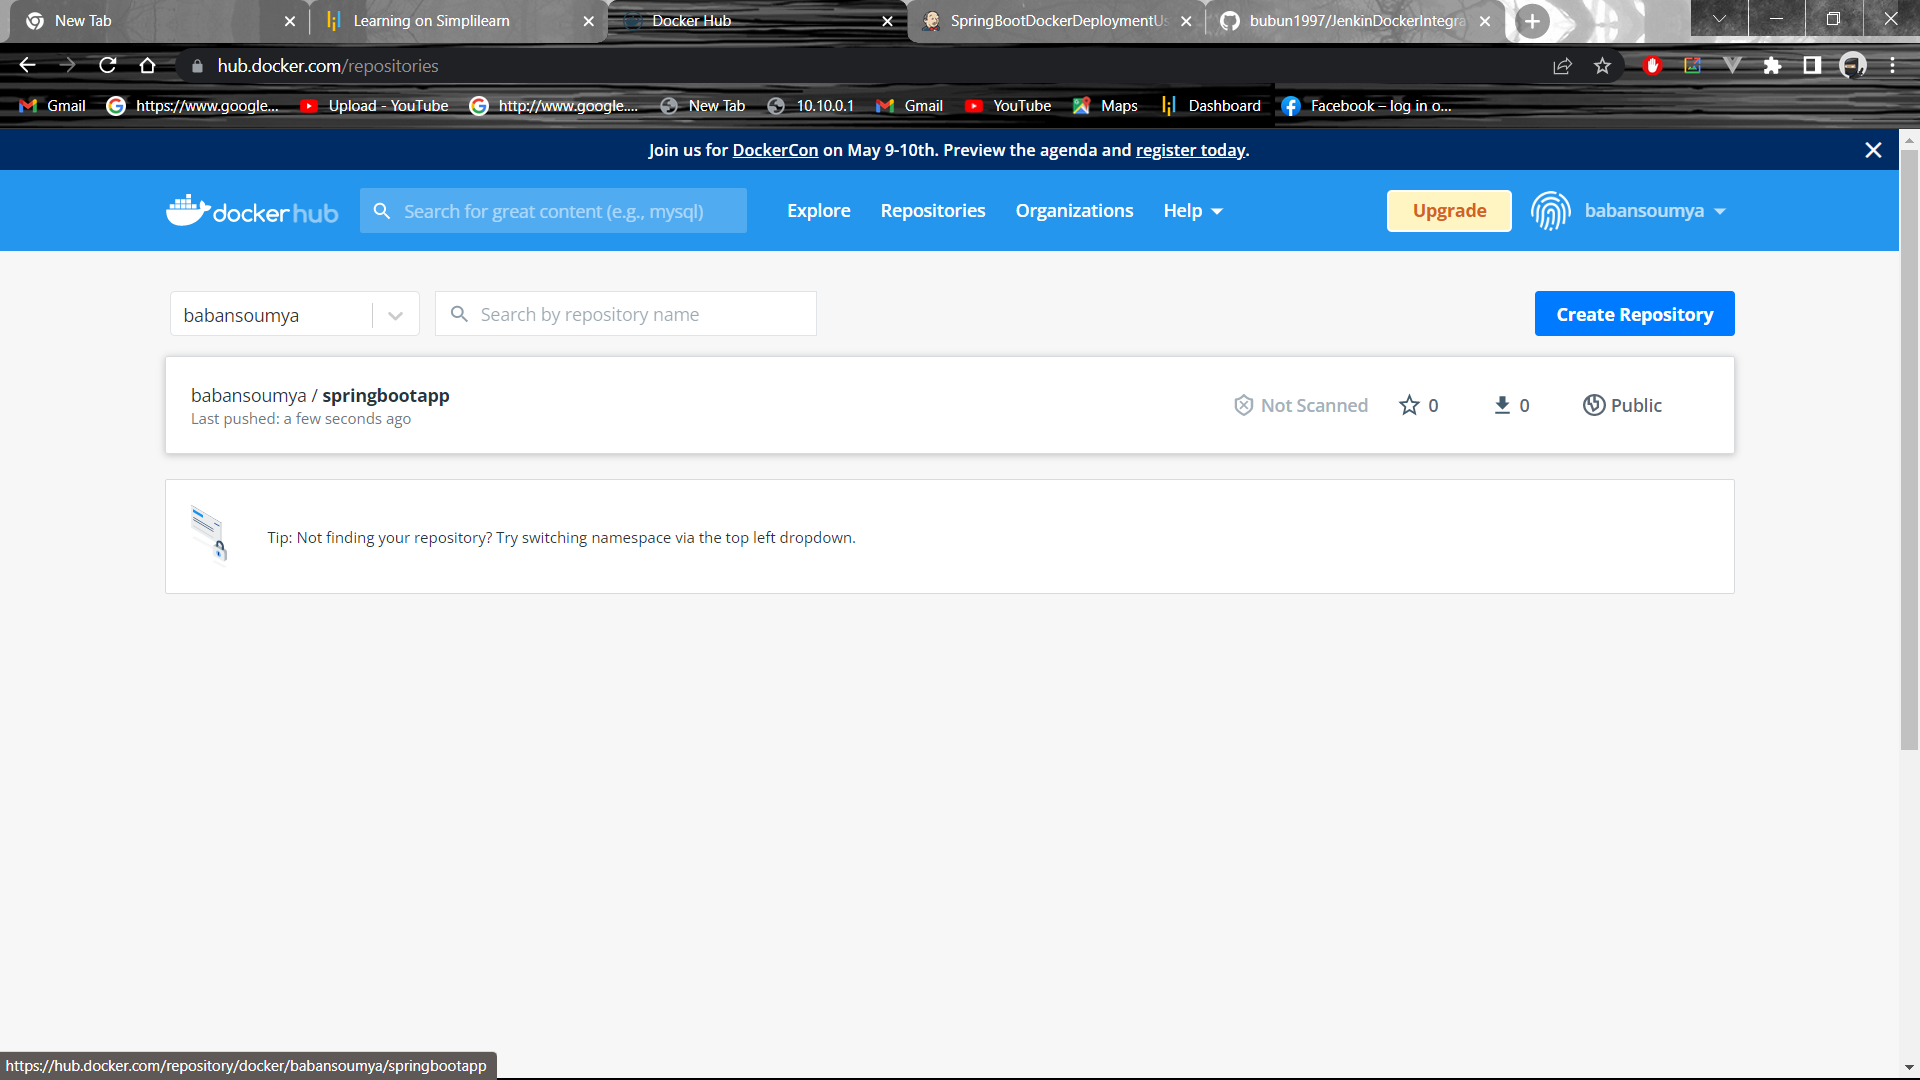 New Tab
Learning on Simplilearn
Docker Hub
SpringBootDockerDeploymentUs
bubun1997/JenkinDockerIntegra
hub.docker.com/repositories
Gmail
https://www.google...
Upload - YouTube
http://www.google....
New Tab
10.10.0.1
Gmail
YouTube
Maps
Dashboard
Facebook – log in o...
Join us for DockerCon on May 9-10th. Preview the agenda and register today.
docker hub
Search for great content (e.g., mysql)
Explore
Repositories
Organizations
Help
Upgrade
babansoumya
babansoumya
Search by repository name
Create Repository
babansoumya / springbootapp
Last pushed: a few seconds ago
Not Scanned
0
0
Public
Tip: Not finding your repository? Try switching namespace via the top left dropdown.
https://hub.docker.com/repository/docker/babansoumya/springbootapp